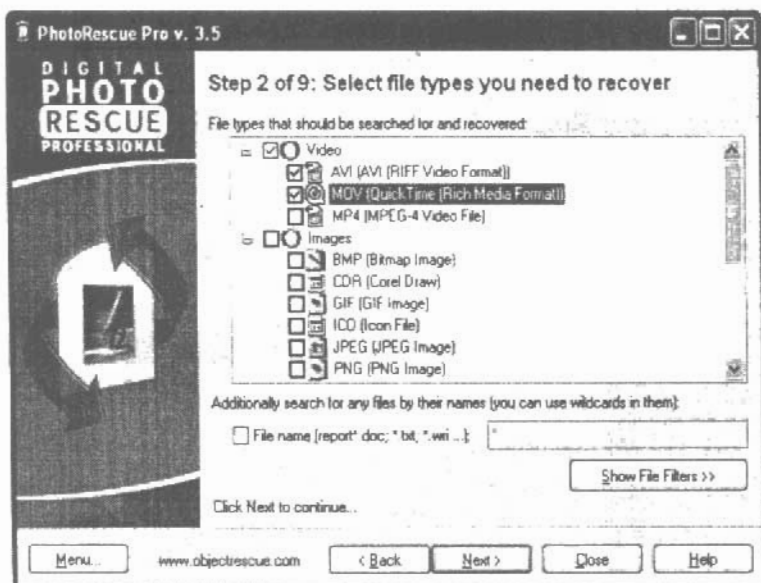 PhotoRescue Pro v. 3.5
DIGITAL
PHOTO
RESCUE
PROFESSIONAL
Step 2 of 9: Select file types you need to recover
File types that should be searched for and recovered:
Video
AVI (AVI (RIFF Video Format))
MOV (QuickTime (Rich Media Format))
MP4 (MPEG-4 Video File)
Images
BMP (Bitmap Image)
CDR (Corel Draw)
GIF (GIF Image)
ICO (Icon File)
JPEG (JPEG Image)
PNG (PNG Image)
Additionally search for any files by their names (you can use wildcards in them):
File name (report*.doc; *.txt, *.wri ...):
*
Show File Filters >>
Click Next to continue...
Menu... www.objectrescue.com < Back Next > Close Help